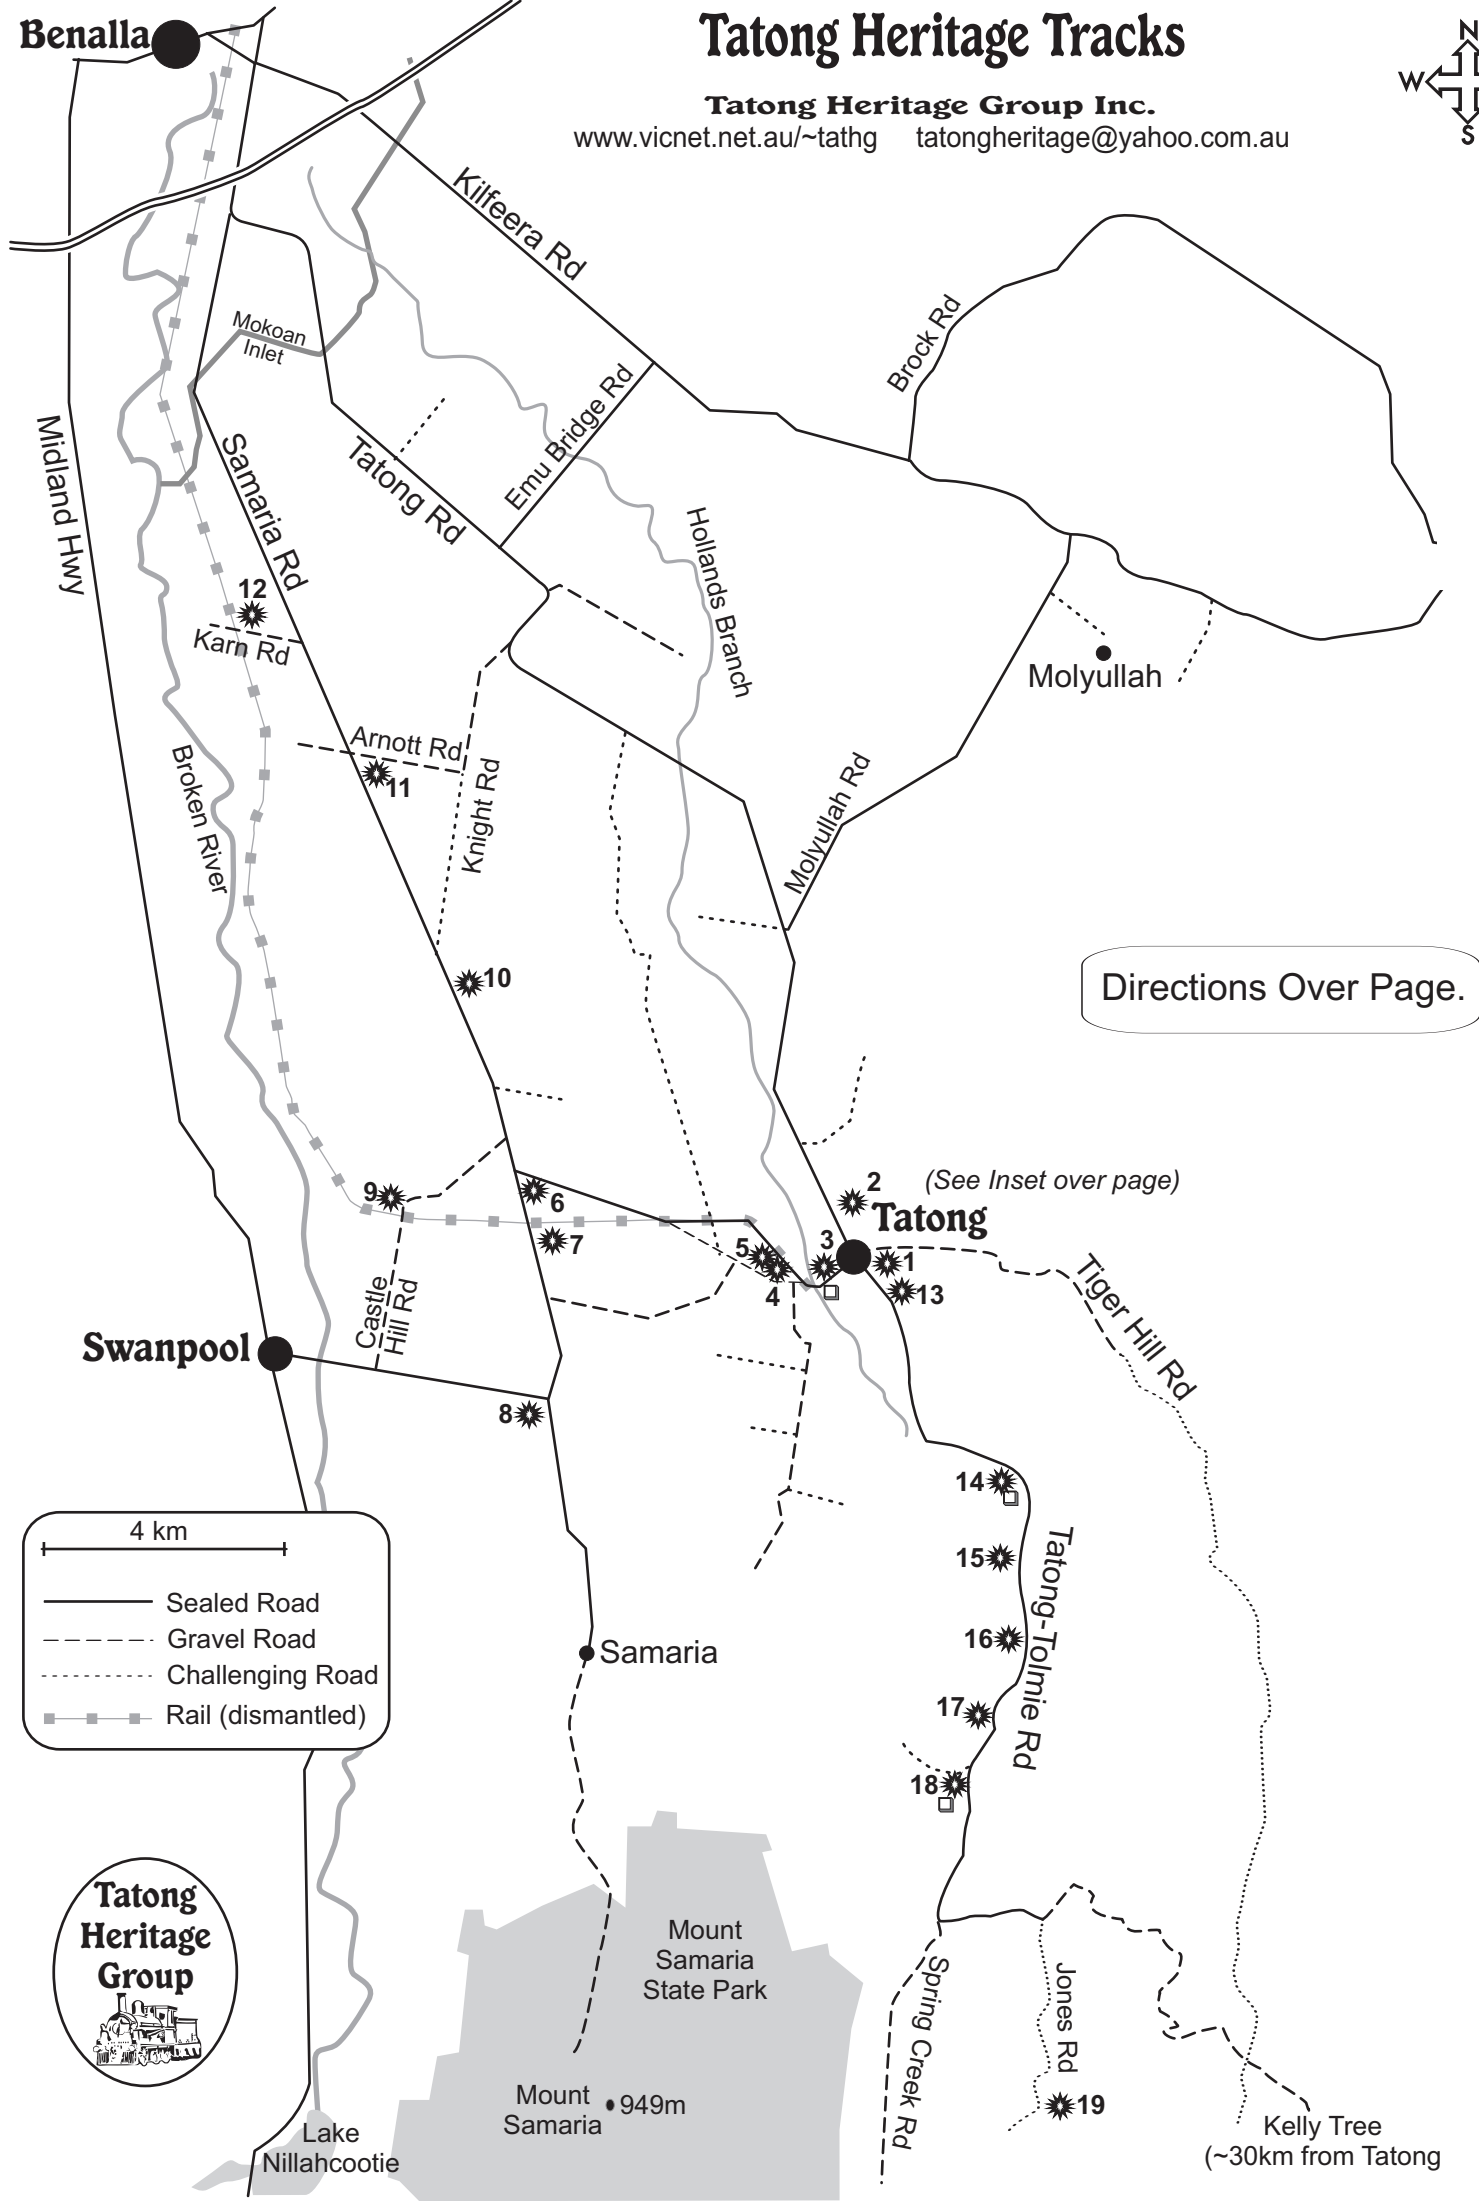 Benalla
Tatong Heritage Tracks
Tatong Heritage Group Inc.
www.vicnet.net.au/~tathg tatongheritage@yahoo.com.au
N
W
S
Kilfeera Rd
Brock Rd
Mokoan
Inlet
Emu Bridge Rd
Midland Hwy
Samaria Rd
Tatong Rd
Hollands Branch
12
Karn Rd
Molyullah
Arnott Rd
11
Knight Rd
Broken River
Molyullah Rd
10
Directions Over Page.
2
(See Inset over page)
Tatong
9
6
7
5
4
3
1
13
Tiger Hill Rd
Castle
Hill Rd
Swanpool
8
14
15
16
17
18
Tatong-Tolmie Rd
4 km
Sealed Road
Gravel Road
Challenging Road
Rail (dismantled)
Samaria
Tatong
Heritage
Group
Mount
Samaria
State Park
Spring Creek Rd
Jones Rd
Mount
Samaria
949m
19
Lake
Nillahcootie
Kelly Tree
(~30km from Tatong